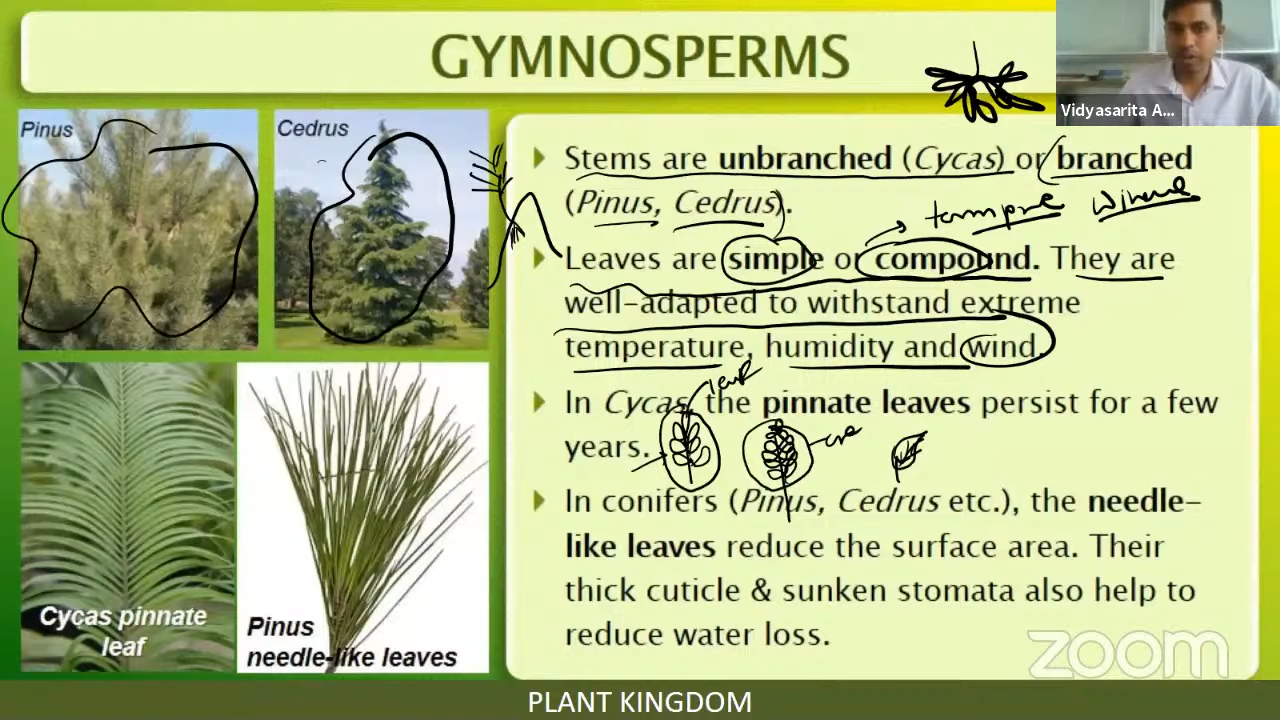 GYMNOSPERMS
Vidyasarita A...
Pinus
Cedrus
Stems are unbranched (Cycas) or branched
(Pinus, Cedrus).
Leaves are simple or compound. They are
well-adapted to withstand extreme
temperature, humidity and wind.
In Cycas, the pinnate leaves persist for a few
years.
In conifers (Pinus, Cedrus etc.), the needle-
like leaves reduce the surface area. Their
thick cuticle & sunken stomata also help to
reduce water loss.
Cycas pinnate
leaf
Pinus
needle-like leaves
zoom
PLANT KINGDOM